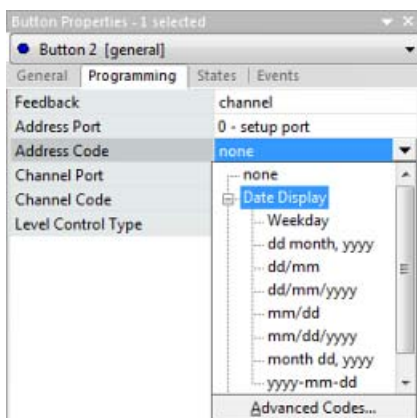 Button Properties - 1 selected
Button 2 [general]
General Programming States Events
Feedback channel
Address Port 0 - setup port
Address Code none
Channel Port none
Channel Code Date Display
Level Control Type Weekday
dd month, yyyy
dd/mm
dd/mm/yyyy
mm/dd
mm/dd/yyyy
month dd, yyyy
yyyy-mm-dd
Advanced Codes...